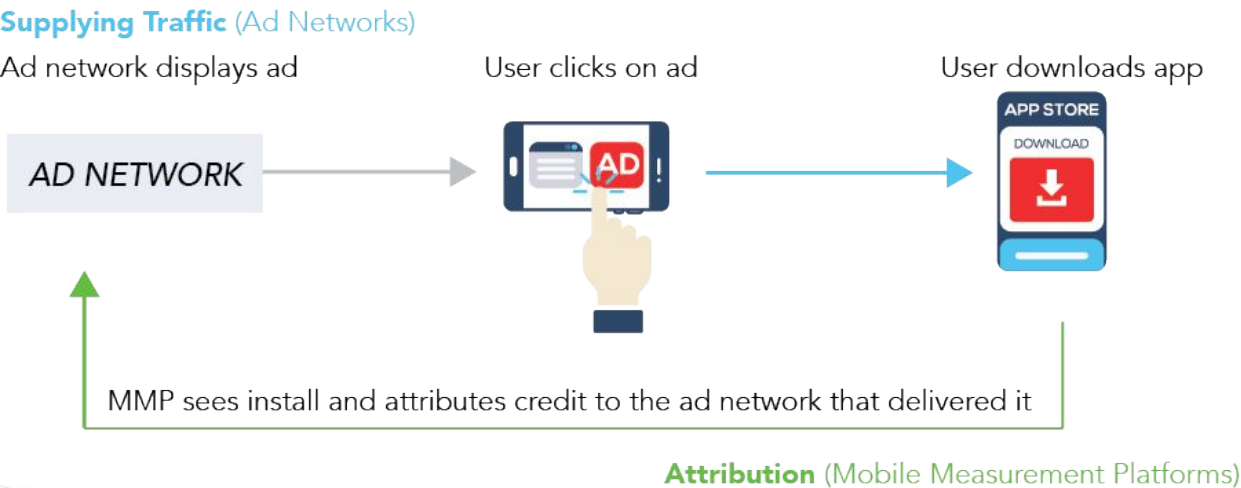 Supplying Traffic (Ad Networks)
Ad network displays ad
User clicks on ad
User downloads app
AD NETWORK
AD
APP STORE
DOWNLOAD
MMP sees install and attributes credit to the ad network that delivered it
Attribution (Mobile Measurement Platforms)